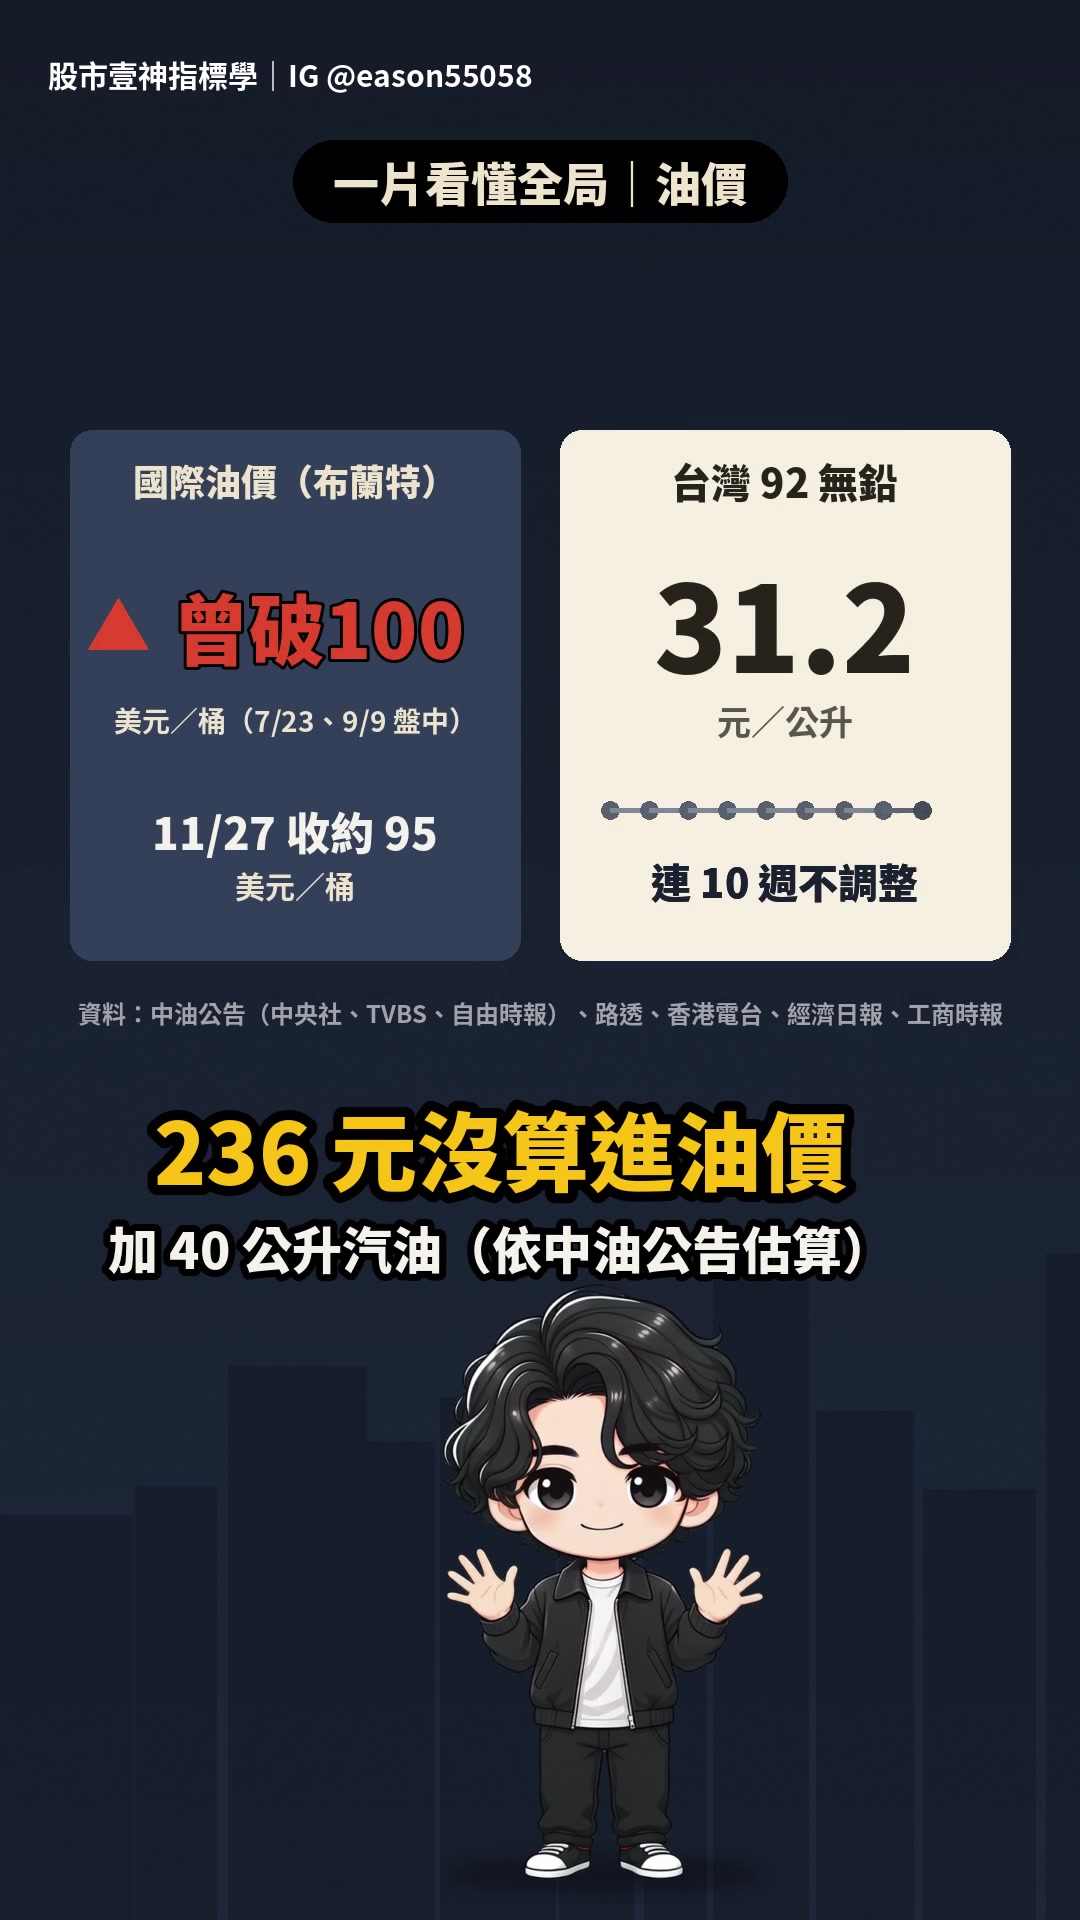 股市壹神指標學｜IG @eason55058
一片看懂全局｜油價
國際油價（布蘭特）
曾破100
美元／桶（7/23、9/9 盤中）
11/27 收約 95
美元／桶
台灣 92 無鉛
31.2
元／公升
連 10 週不調整
資料：中油公告（中央社、TVBS、自由時報）、路透、香港電台、經濟日報、工商時報
236 元沒算進油價
加 40 公升汽油（依中油公告估算）